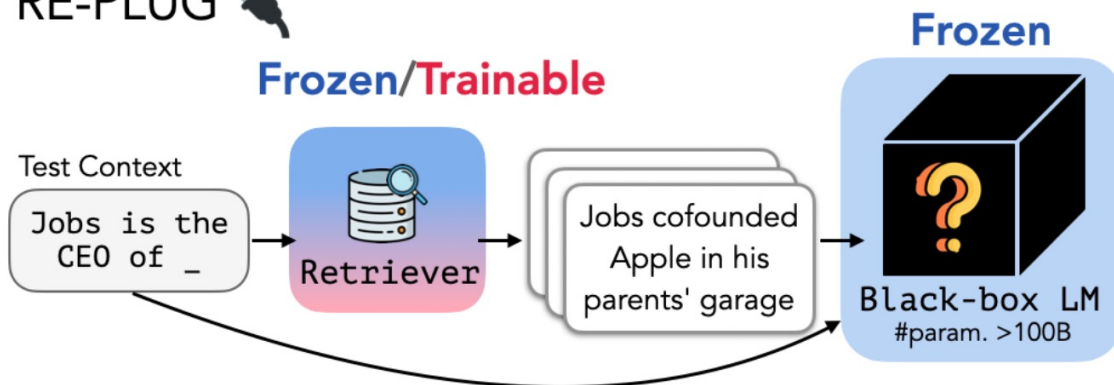 RE-PLUG
Frozen
Frozen/Trainable
Test Context
Jobs is the
CEO of _
Retriever
Jobs cofounded
Apple in his
parents' garage
Black-box LM
#param. >100B